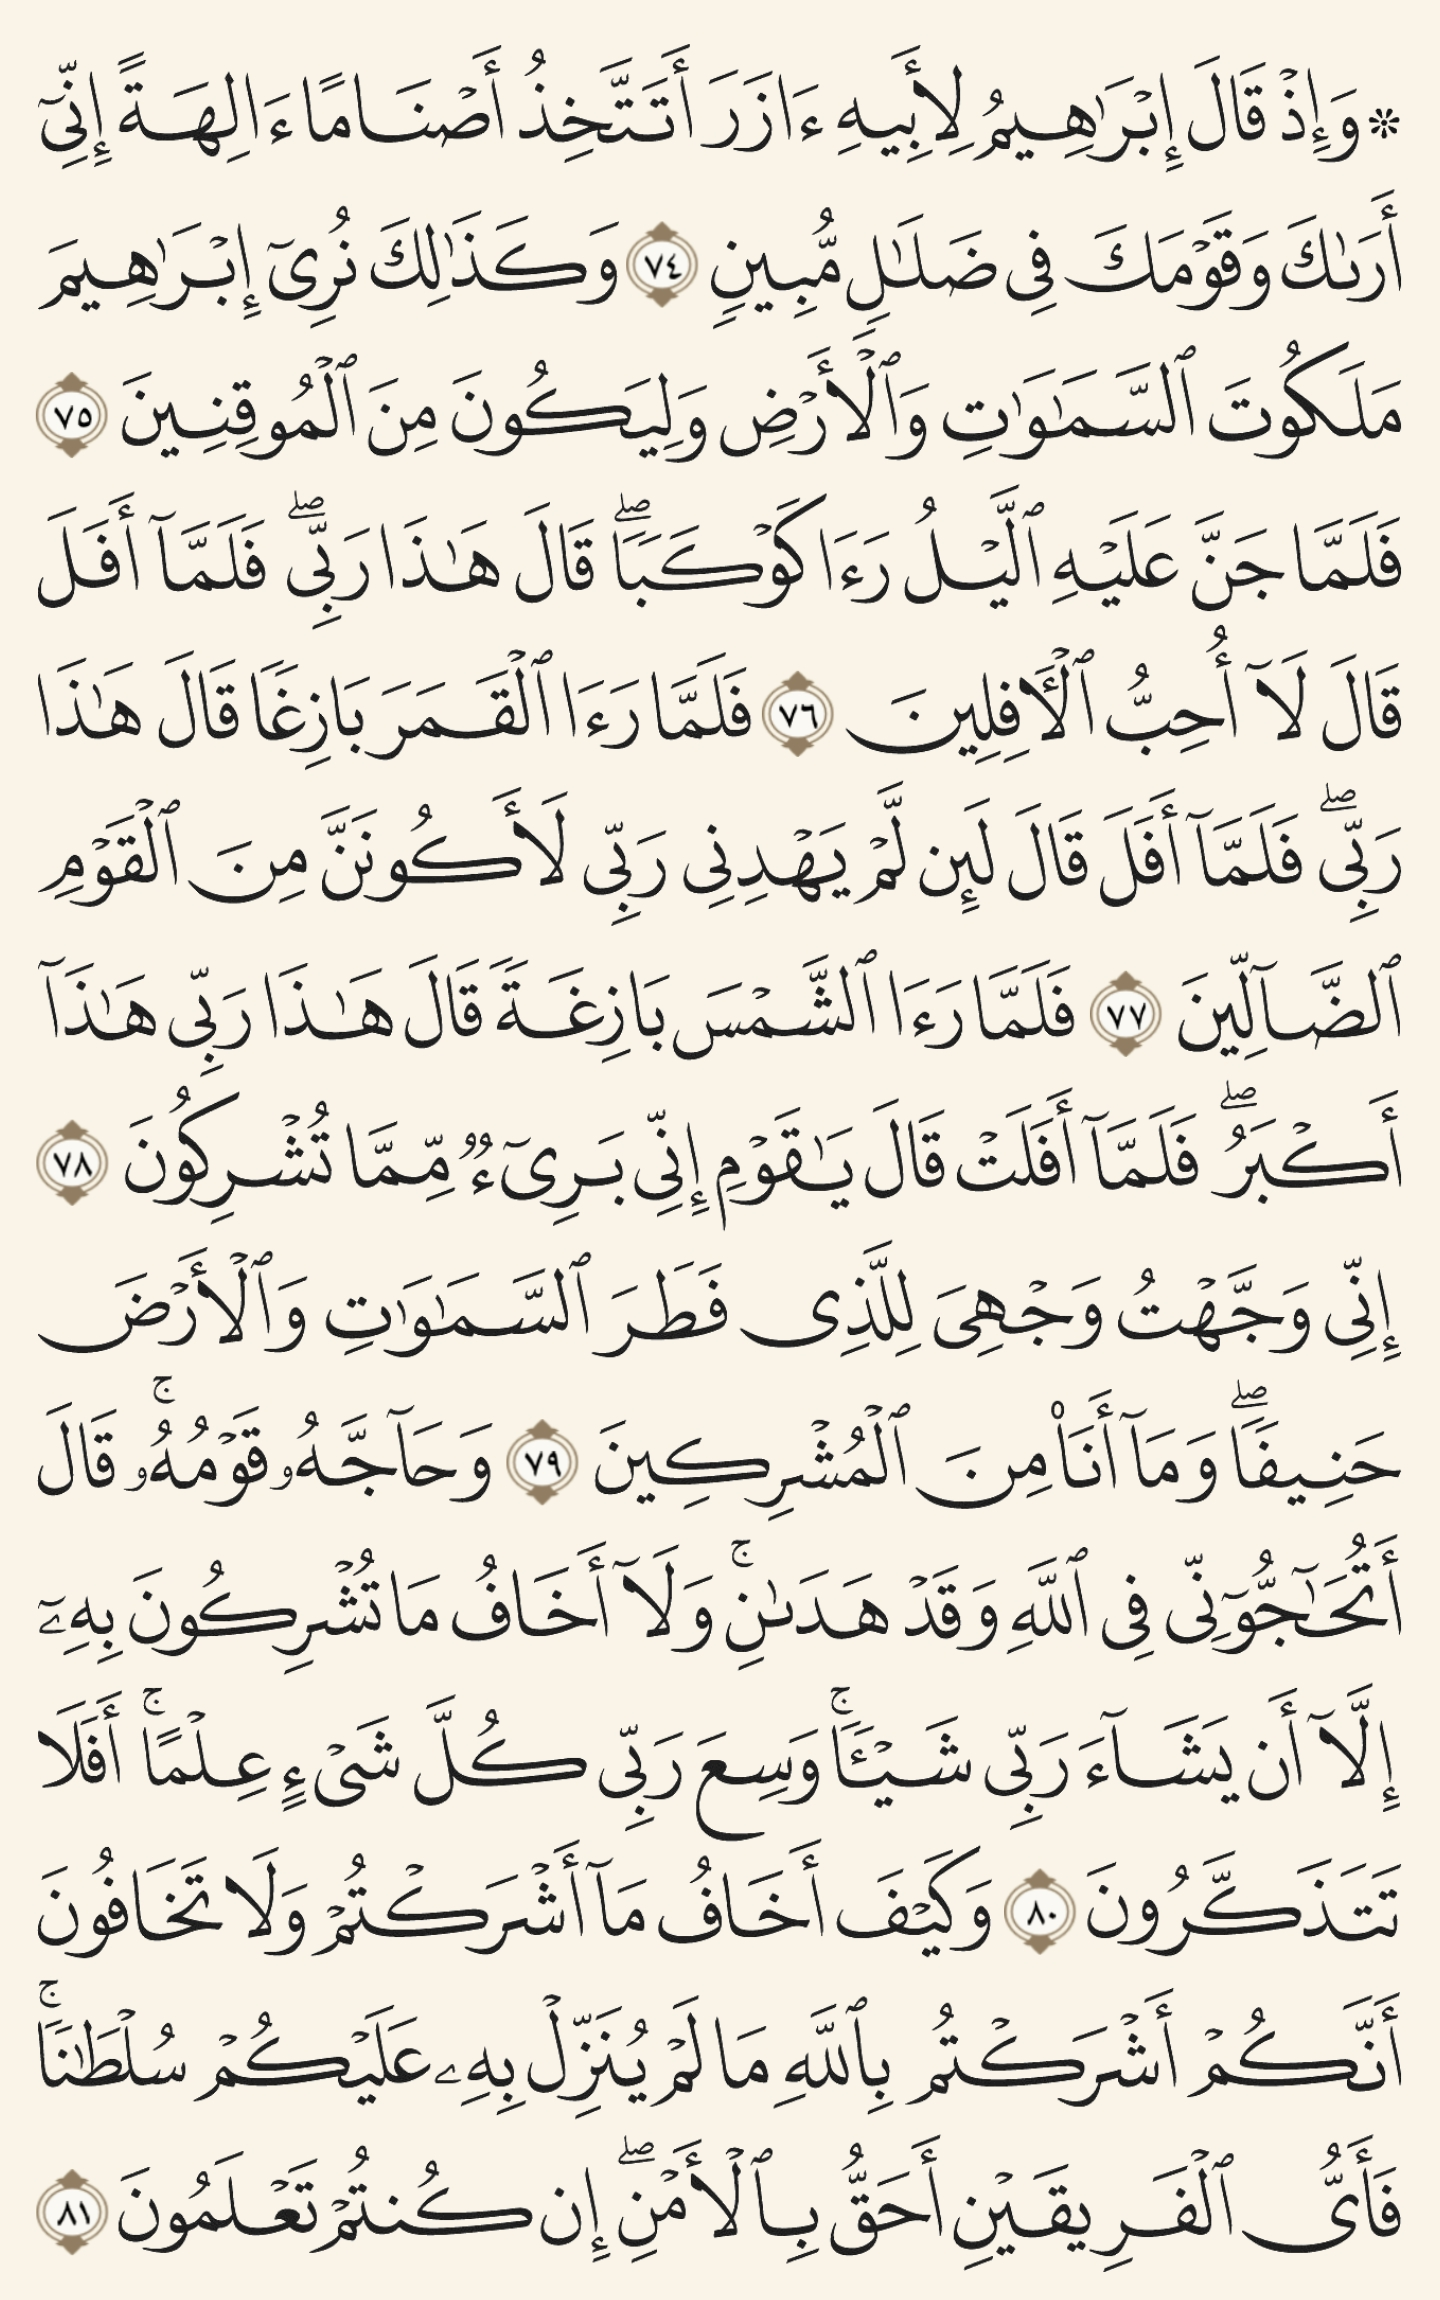 ۞ وَإِذْ قَالَ إِبْرَٰهِيمُ لِأَبِيهِ ءَازَرَ أَتَتَّخِذُ أَصْنَامًا ءَالِهَةً إِنِّىٓ
أَرَىٰكَ وَقَوْمَكَ فِى ضَلَـٰلٍ مُّبِينٍ ٧٤ وَكَذَٰلِكَ نُرِىٓ إِبْرَٰهِيمَ
مَلَكُوتَ ٱلسَّمَـٰوَٰتِ وَٱلْأَرْضِ وَلِيَكُونَ مِنَ ٱلْمُوقِنِينَ ٧٥
فَلَمَّا جَنَّ عَلَيْهِ ٱلَّيْلُ رَءَا كَوْكَبًا ۖ قَالَ هَـٰذَا رَبِّى ۖ فَلَمَّآ أَفَلَ
قَالَ لَآ أُحِبُّ ٱلْـَٔافِلِينَ ٧٦ فَلَمَّا رَءَا ٱلْقَمَرَ بَازِغًا قَالَ هَـٰذَا
رَبِّى ۖ فَلَمَّآ أَفَلَ قَالَ لَئِن لَّمْ يَهْدِنِى رَبِّى لَأَكُونَنَّ مِنَ ٱلْقَوْمِ
ٱلضَّآلِّينَ ٧٧ فَلَمَّا رَءَا ٱلشَّمْسَ بَازِغَةً قَالَ هَـٰذَا رَبِّى هَـٰذَآ
أَكْبَرُ ۖ فَلَمَّآ أَفَلَتْ قَالَ يَـٰقَوْمِ إِنِّى بَرِىٓءٌ مِّمَّا تُشْرِكُونَ ٧٨
إِنِّى وَجَّهْتُ وَجْهِىَ لِلَّذِى فَطَرَ ٱلسَّمَـٰوَٰتِ وَٱلْأَرْضَ
حَنِيفًا ۖ وَمَآ أَنَا۠ مِنَ ٱلْمُشْرِكِينَ ٧٩ وَحَآجَّهُۥ قَوْمُهُۥ ۚ قَالَ
أَتُحَـٰٓجُّوٓنِّى فِى ٱللَّهِ وَقَدْ هَدَىٰنِ ۚ وَلَآ أَخَافُ مَا تُشْرِكُونَ بِهِۦٓ
إِلَّآ أَن يَشَآءَ رَبِّى شَيْـًٔا ۗ وَسِعَ رَبِّى كُلَّ شَىْءٍ عِلْمًا ۚ أَفَلَا
تَتَذَكَّرُونَ ٨٠ وَكَيْفَ أَخَافُ مَآ أَشْرَكْتُمْ وَلَا تَخَافُونَ
أَنَّكُمْ أَشْرَكْتُم بِٱللَّهِ مَا لَمْ يُنَزِّلْ بِهِۦ عَلَيْكُمْ سُلْطَـٰنًا ۚ
فَأَىُّ ٱلْفَرِيقَيْنِ أَحَقُّ بِٱلْأَمْنِ ۖ إِن كُنتُمْ تَعْلَمُونَ ٨١